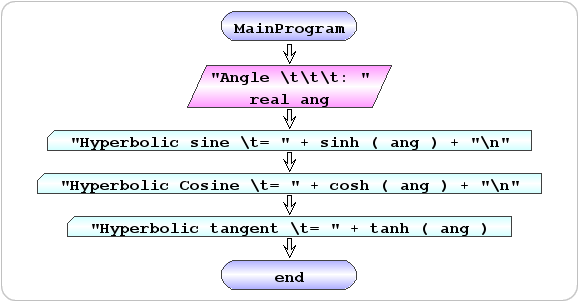 MainProgram
"Angle \t\t\t: "
real ang
"Hyperbolic sine \t= " + sinh ( ang ) + "\n"
"Hyperbolic Cosine \t= " + cosh ( ang ) + "\n"
"Hyperbolic tangent \t= " + tanh ( ang )
end